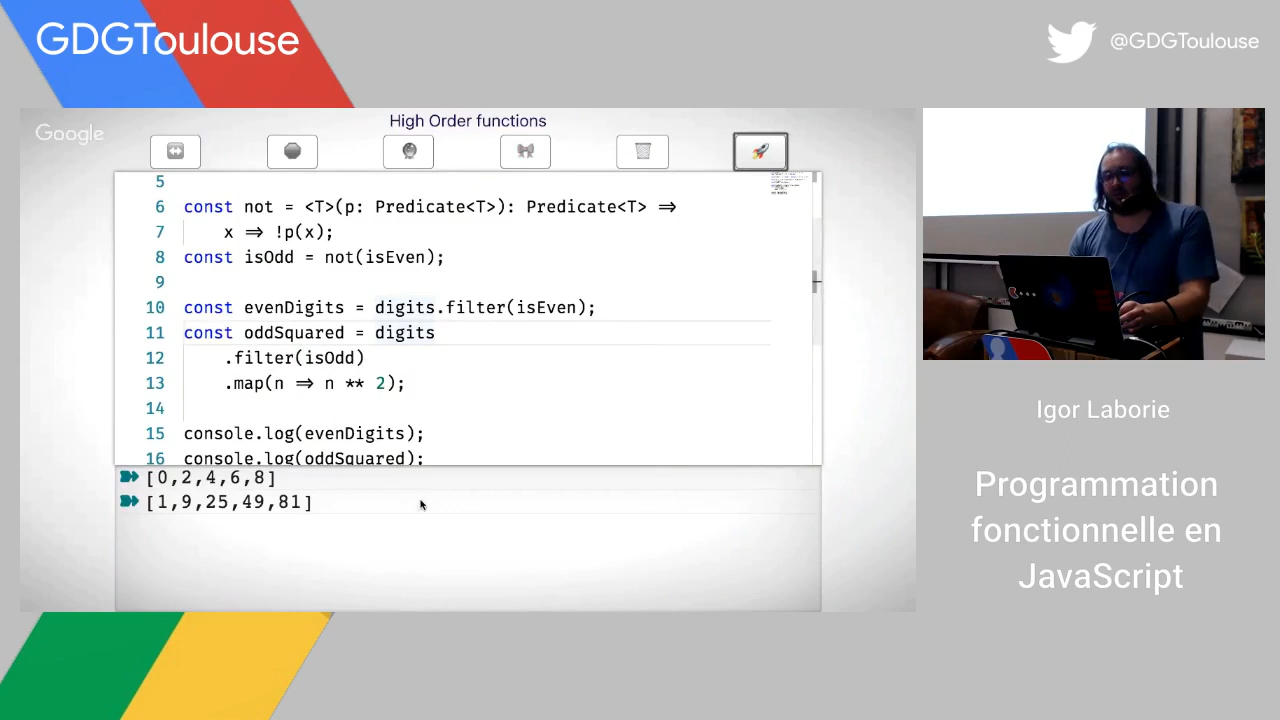 GDGToulouse
@GDGToulouse
Google
High Order functions
5
6 const not = <T>(p: Predicate<T>): Predicate<T> =>
7 x => !p(x);
8 const isOdd = not(isEven);
9
10 const evenDigits = digits.filter(isEven);
11 const oddSquared = digits
12 .filter(isOdd)
13 .map(n => n ** 2);
14
15 console.log(evenDigits);
16 console.log(oddSquared);
[0,2,4,6,8]
[1,9,25,49,81]
Igor Laborie
Programmation
fonctionnelle en
JavaScript